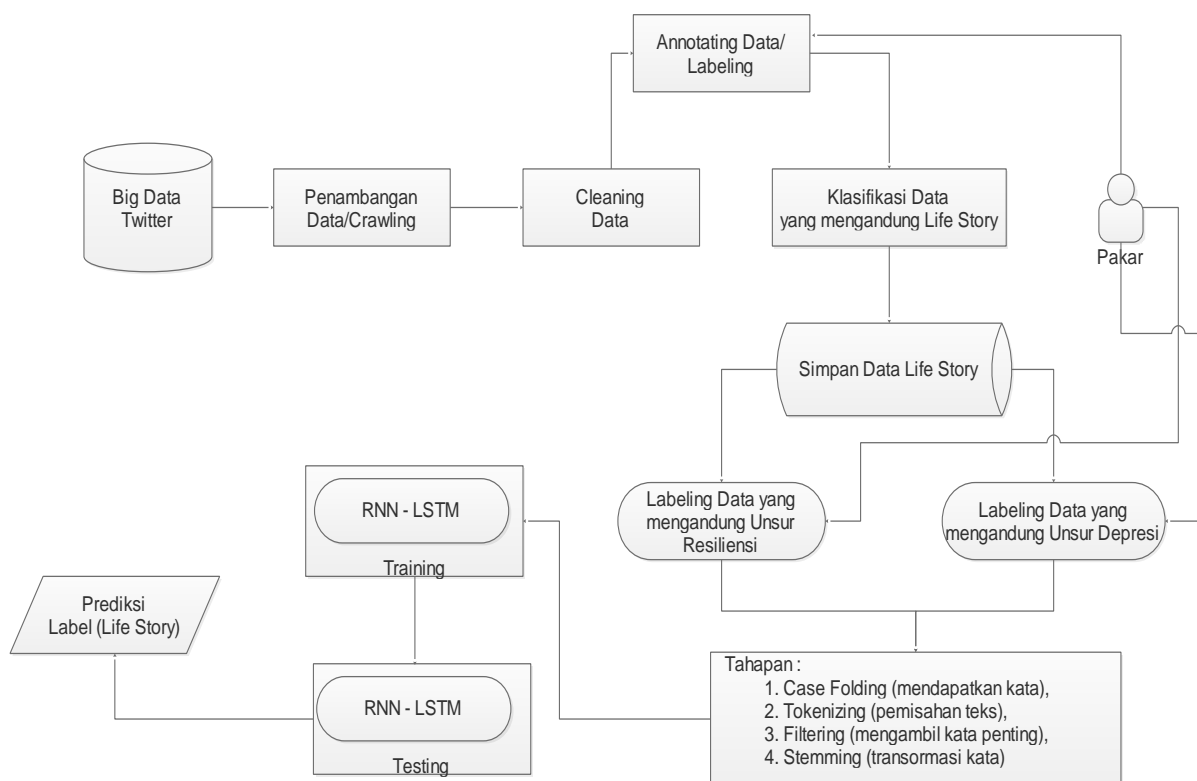 Annotating Data/
Labeling
Big Data
Twitter
Penambangan
Data/Crawling
Cleaning
Data
Klasifikasi Data
yang mengandung Life Story
Pakar
Simpan Data Life Story
Labeling Data yang
mengandung Unsur
Resiliensi
Labeling Data yang
mengandung Unsur Depresi
RNN - LSTM
Training
Prediksi
Label (Life Story)
RNN - LSTM
Testing
Tahapan :
1. Case Folding (mendapatkan kata),
2. Tokenizing (pemisahan teks),
3. Filtering (mengambil kata penting),
4. Stemming (transormasi kata)